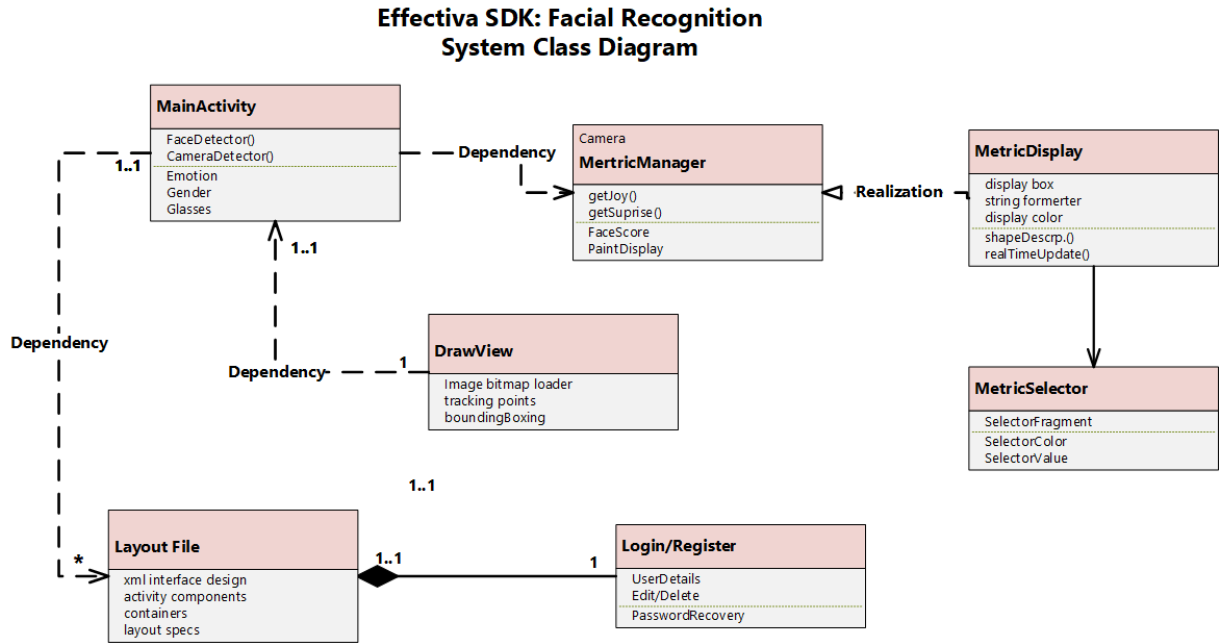 Effectiva SDK: Facial Recognition
System Class Diagram
MainActivity
FaceDetector()
CameraDetector()
Emotion
Gender
Glasses
1..1
Dependency
Camera
MertricManager
getJoy()
getSuprise()
FaceScore
PaintDisplay
Realization
MetricDisplay
display box
string formerter
display color
shapeDescrp.()
realTimeUpdate()
1..1
Dependency
Dependency
1
DrawView
Image bitmap loader
tracking points
boundingBoxing
MetricSelector
SelectorFragment
SelectorColor
SelectorValue
1..1
*
Layout File
xml interface design
activity components
containers
layout specs
1..1
1
Login/Register
UserDetails
Edit/Delete
PasswordRecovery